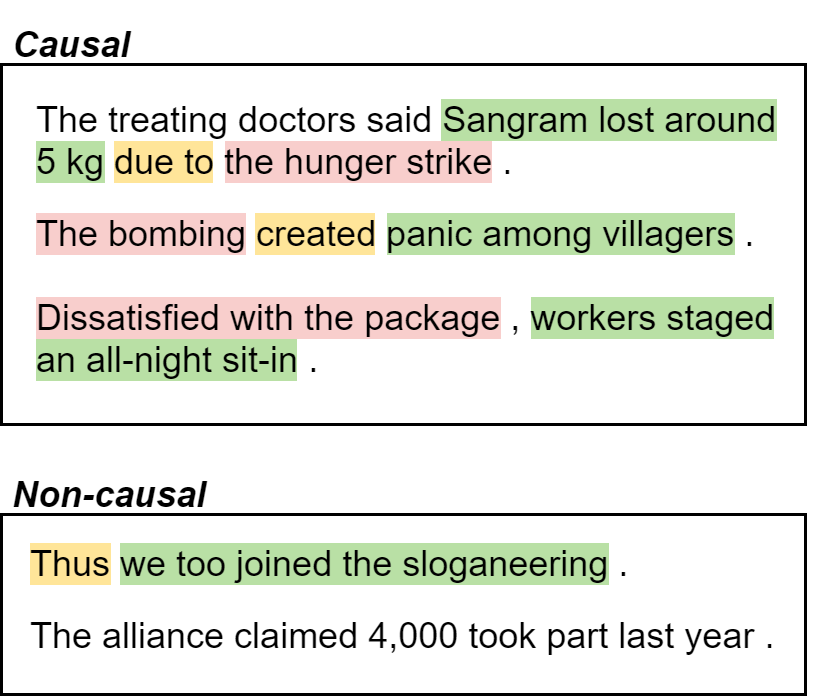 Causal
The treating doctors said Sangram lost around
5 kg due to the hunger strike .
The bombing created panic among villagers .
Dissatisfied with the package , workers staged
an all-night sit-in .
Non-causal
Thus we too joined the sloganeering .
The alliance claimed 4,000 took part last year .